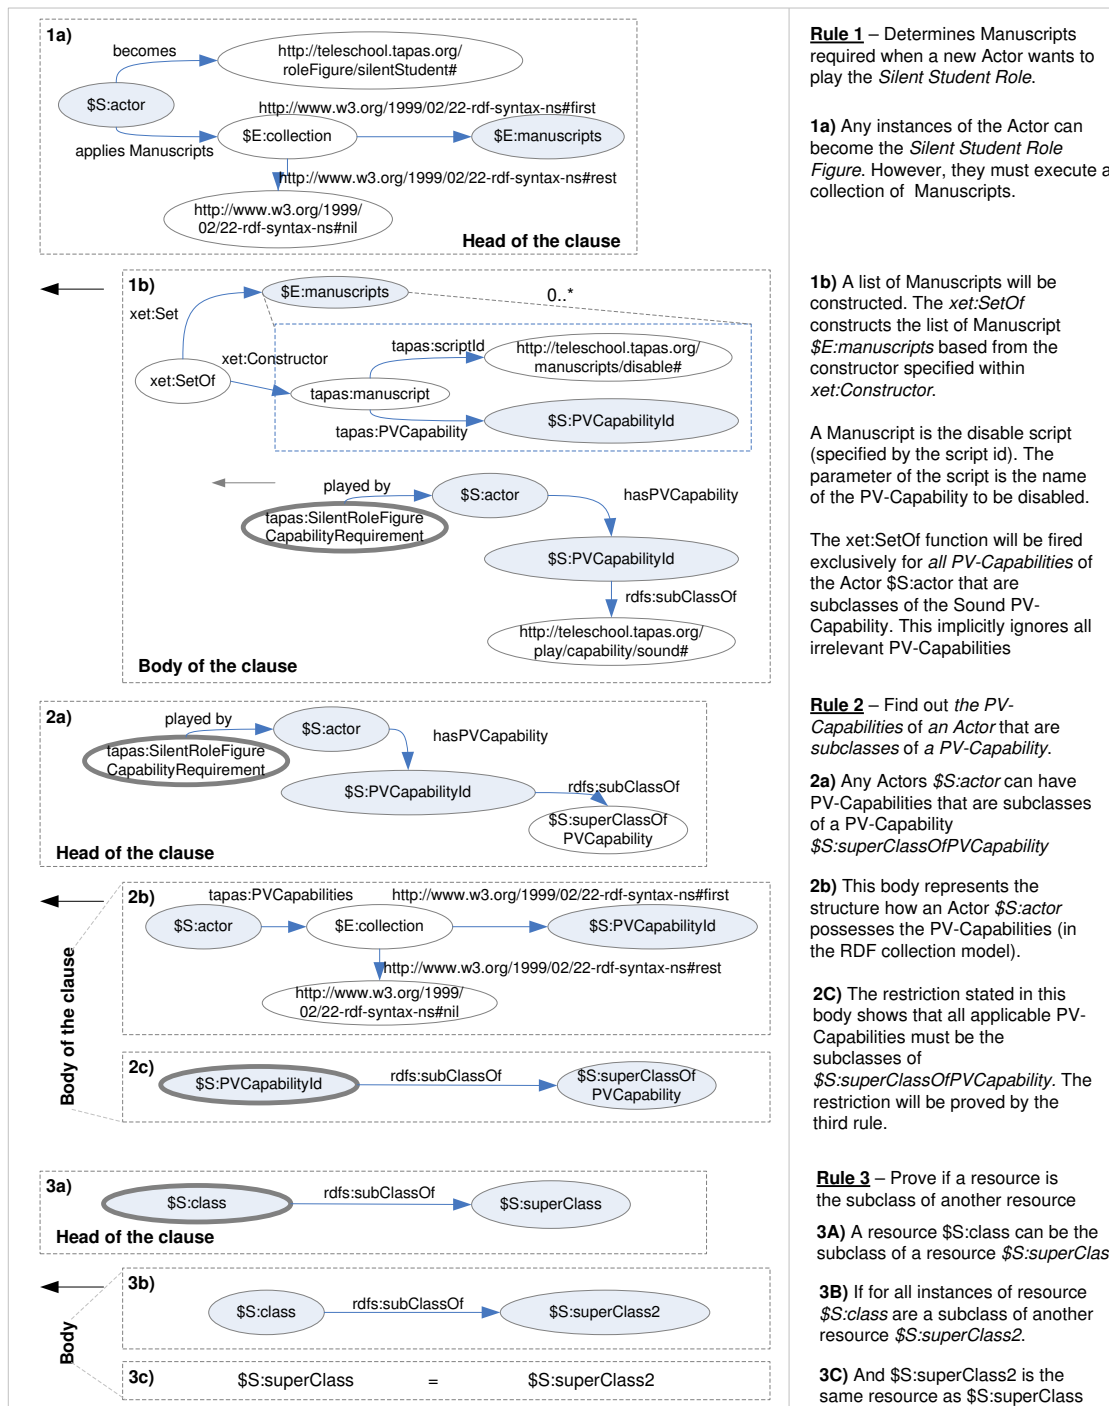 1a)
becomes
http://teleschool.tapas.org/
roleFigure/silentStudent#
http://www.w3.org/1999/02/22-rdf-syntax-ns#first
$S:actor
$E:collection
$E:manuscripts
applies Manuscripts
http://www.w3.org/1999/02/22-rdf-syntax-ns#rest
http://www.w3.org/1999/
02/22-rdf-syntax-ns#nil
Head of the clause
Rule 1 – Determines Manuscripts
required when a new Actor wants to
play the Silent Student Role.
1a) Any instances of the Actor can
become the Silent Student Role
Figure. However, they must execute a
collection of Manuscripts.
1b)
$E:manuscripts
0..*
xet:Set
tapas:scriptId
http://teleschool.tapas.org/
manuscripts/disable#
xet:Constructor
xet:SetOf
tapas:manuscript
tapas:PVCapability
$S:PVCapabilityId
played by
$S:actor
hasPVCapability
tapas:SilentRoleFigure
CapabilityRequirement
$S:PVCapabilityId
rdfs:subClassOf
http://teleschool.tapas.org/
play/capability/sound#
Body of the clause
1b) A list of Manuscripts will be
constructed. The xet:SetOf
constructs the list of Manuscript
$E:manuscripts based from the
constructor specified within
xet:Constructor.
A Manuscript is the disable script
(specified by the script id). The
parameter of the script is the name
of the PV-Capability to be disabled.
The xet:SetOf function will be fired
exclusively for all PV-Capabilities of
the Actor $S:actor that are
subclasses of the Sound PV-
Capability. This implicitly ignores all
irrelevant PV-Capabilities
2a)
played by
$S:actor
hasPVCapability
tapas:SilentRoleFigure
CapabilityRequirement
$S:PVCapabilityId
rdfs:subClassOf
$S:superClassOf
PVCapability
Head of the clause
Rule 2 – Find out the PV-
Capabilities of an Actor that are
subclasses of a PV-Capability.
2a) Any Actors $S:actor can have
PV-Capabilities that are subclasses
of a PV-Capability
$S:superClassOfPVCapability
Body of the clause
2b)
tapas:PVCapabilities
http://www.w3.org/1999/02/22-rdf-syntax-ns#first
$S:actor
$E:collection
$S:PVCapabilityId
http://www.w3.org/1999/02/22-rdf-syntax-ns#rest
http://www.w3.org/1999/
02/22-rdf-syntax-ns#nil
2b) This body represents the
structure how an Actor $S:actor
possesses the PV-Capabilities (in
the RDF collection model).
2c)
$S:PVCapabilityId
rdfs:subClassOf
$S:superClassOf
PVCapability
2C) The restriction stated in this
body shows that all applicable PV-
Capabilities must be the
subclasses of
$S:superClassOfPVCapability. The
restriction will be proved by the
third rule.
3a)
$S:class
rdfs:subClassOf
$S:superClass
Head of the clause
Rule 3 – Prove if a resource is
the subclass of another resource
3A) A resource $S:class can be the
subclass of a resource $S:superClas
Body
3b)
$S:class
rdfs:subClassOf
$S:superClass2
3B) If for all instances of resource
$S:class are a subclass of another
resource $S:superClass2.
3c)
$S:superClass = $S:superClass2
3C) And $S:superClass2 is the
same resource as $S:superClass